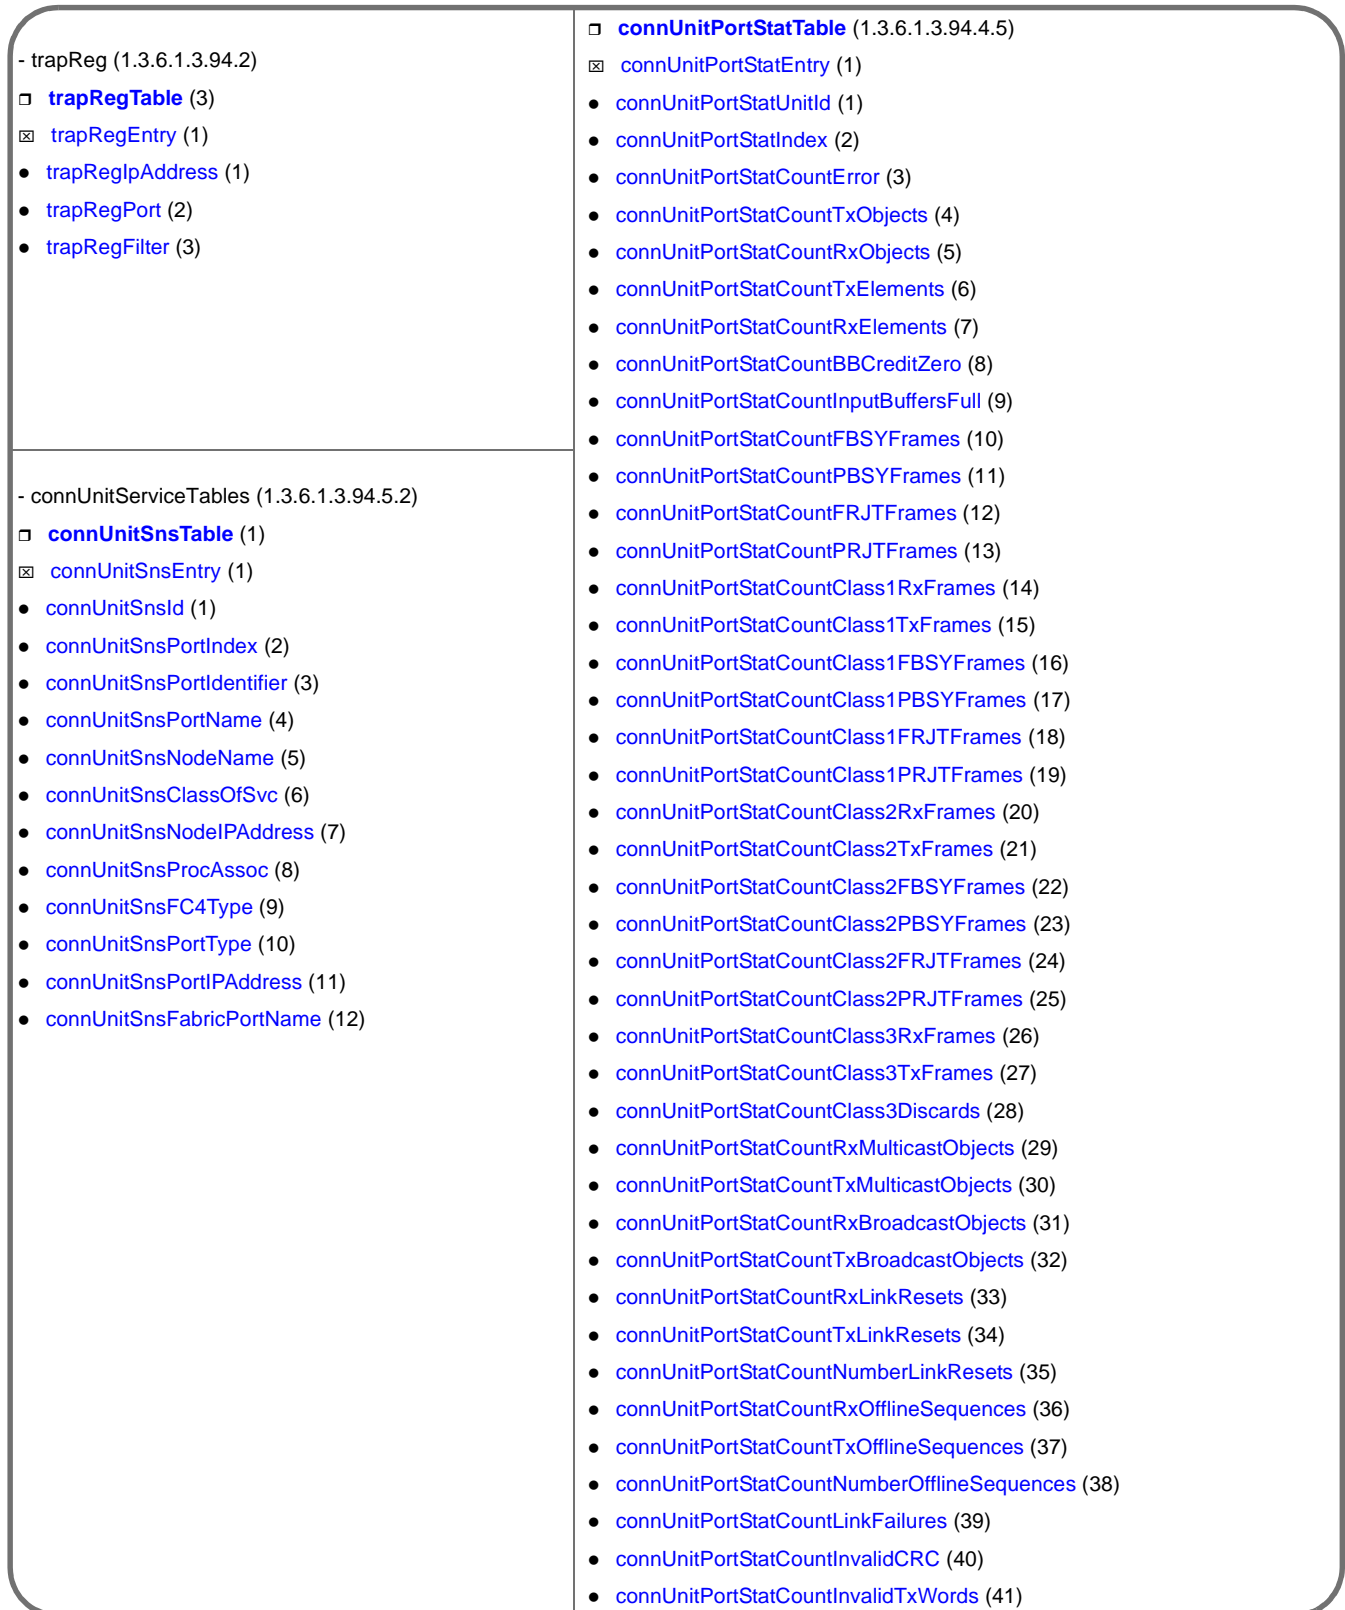 - trapReg (1.3.6.1.3.94.2)
❒ trapRegTable (3)
☒ trapRegEntry (1)
● trapRegIpAddress (1)
● trapRegPort (2)
● trapRegFilter (3)
- connUnitServiceTables (1.3.6.1.3.94.5.2)
❒ connUnitSnsTable (1)
☒ connUnitSnsEntry (1)
● connUnitSnsId (1)
● connUnitSnsPortIndex (2)
● connUnitSnsPortIdentifier (3)
● connUnitSnsPortName (4)
● connUnitSnsNodeName (5)
● connUnitSnsClassOfSvc (6)
● connUnitSnsNodeIPAddress (7)
● connUnitSnsProcAssoc (8)
● connUnitSnsFC4Type (9)
● connUnitSnsPortType (10)
● connUnitSnsPortIPAddress (11)
● connUnitSnsFabricPortName (12)
❒ connUnitPortStatTable (1.3.6.1.3.94.4.5)
☒ connUnitPortStatEntry (1)
● connUnitPortStatUnitId (1)
● connUnitPortStatIndex (2)
● connUnitPortStatCountError (3)
● connUnitPortStatCountTxObjects (4)
● connUnitPortStatCountRxObjects (5)
● connUnitPortStatCountTxElements (6)
● connUnitPortStatCountRxElements (7)
● connUnitPortStatCountBBCreditZero (8)
● connUnitPortStatCountInputBuffersFull (9)
● connUnitPortStatCountFBSYFrames (10)
● connUnitPortStatCountPBSYFrames (11)
● connUnitPortStatCountFRJTFrames (12)
● connUnitPortStatCountPRJTFrames (13)
● connUnitPortStatCountClass1RxFrames (14)
● connUnitPortStatCountClass1TxFrames (15)
● connUnitPortStatCountClass1FBSYFrames (16)
● connUnitPortStatCountClass1PBSYFrames (17)
● connUnitPortStatCountClass1FRJTFrames (18)
● connUnitPortStatCountClass1PRJTFrames (19)
● connUnitPortStatCountClass2RxFrames (20)
● connUnitPortStatCountClass2TxFrames (21)
● connUnitPortStatCountClass2FBSYFrames (22)
● connUnitPortStatCountClass2PBSYFrames (23)
● connUnitPortStatCountClass2FRJTFrames (24)
● connUnitPortStatCountClass2PRJTFrames (25)
● connUnitPortStatCountClass3RxFrames (26)
● connUnitPortStatCountClass3TxFrames (27)
● connUnitPortStatCountClass3Discards (28)
● connUnitPortStatCountRxMulticastObjects (29)
● connUnitPortStatCountTxMulticastObjects (30)
● connUnitPortStatCountRxBroadcastObjects (31)
● connUnitPortStatCountTxBroadcastObjects (32)
● connUnitPortStatCountRxLinkResets (33)
● connUnitPortStatCountTxLinkResets (34)
● connUnitPortStatCountNumberLinkResets (35)
● connUnitPortStatCountRxOfflineSequences (36)
● connUnitPortStatCountTxOfflineSequences (37)
● connUnitPortStatCountNumberOfflineSequences (38)
● connUnitPortStatCountLinkFailures (39)
● connUnitPortStatCountInvalidCRC (40)
● connUnitPortStatCountInvalidTxWords (41)